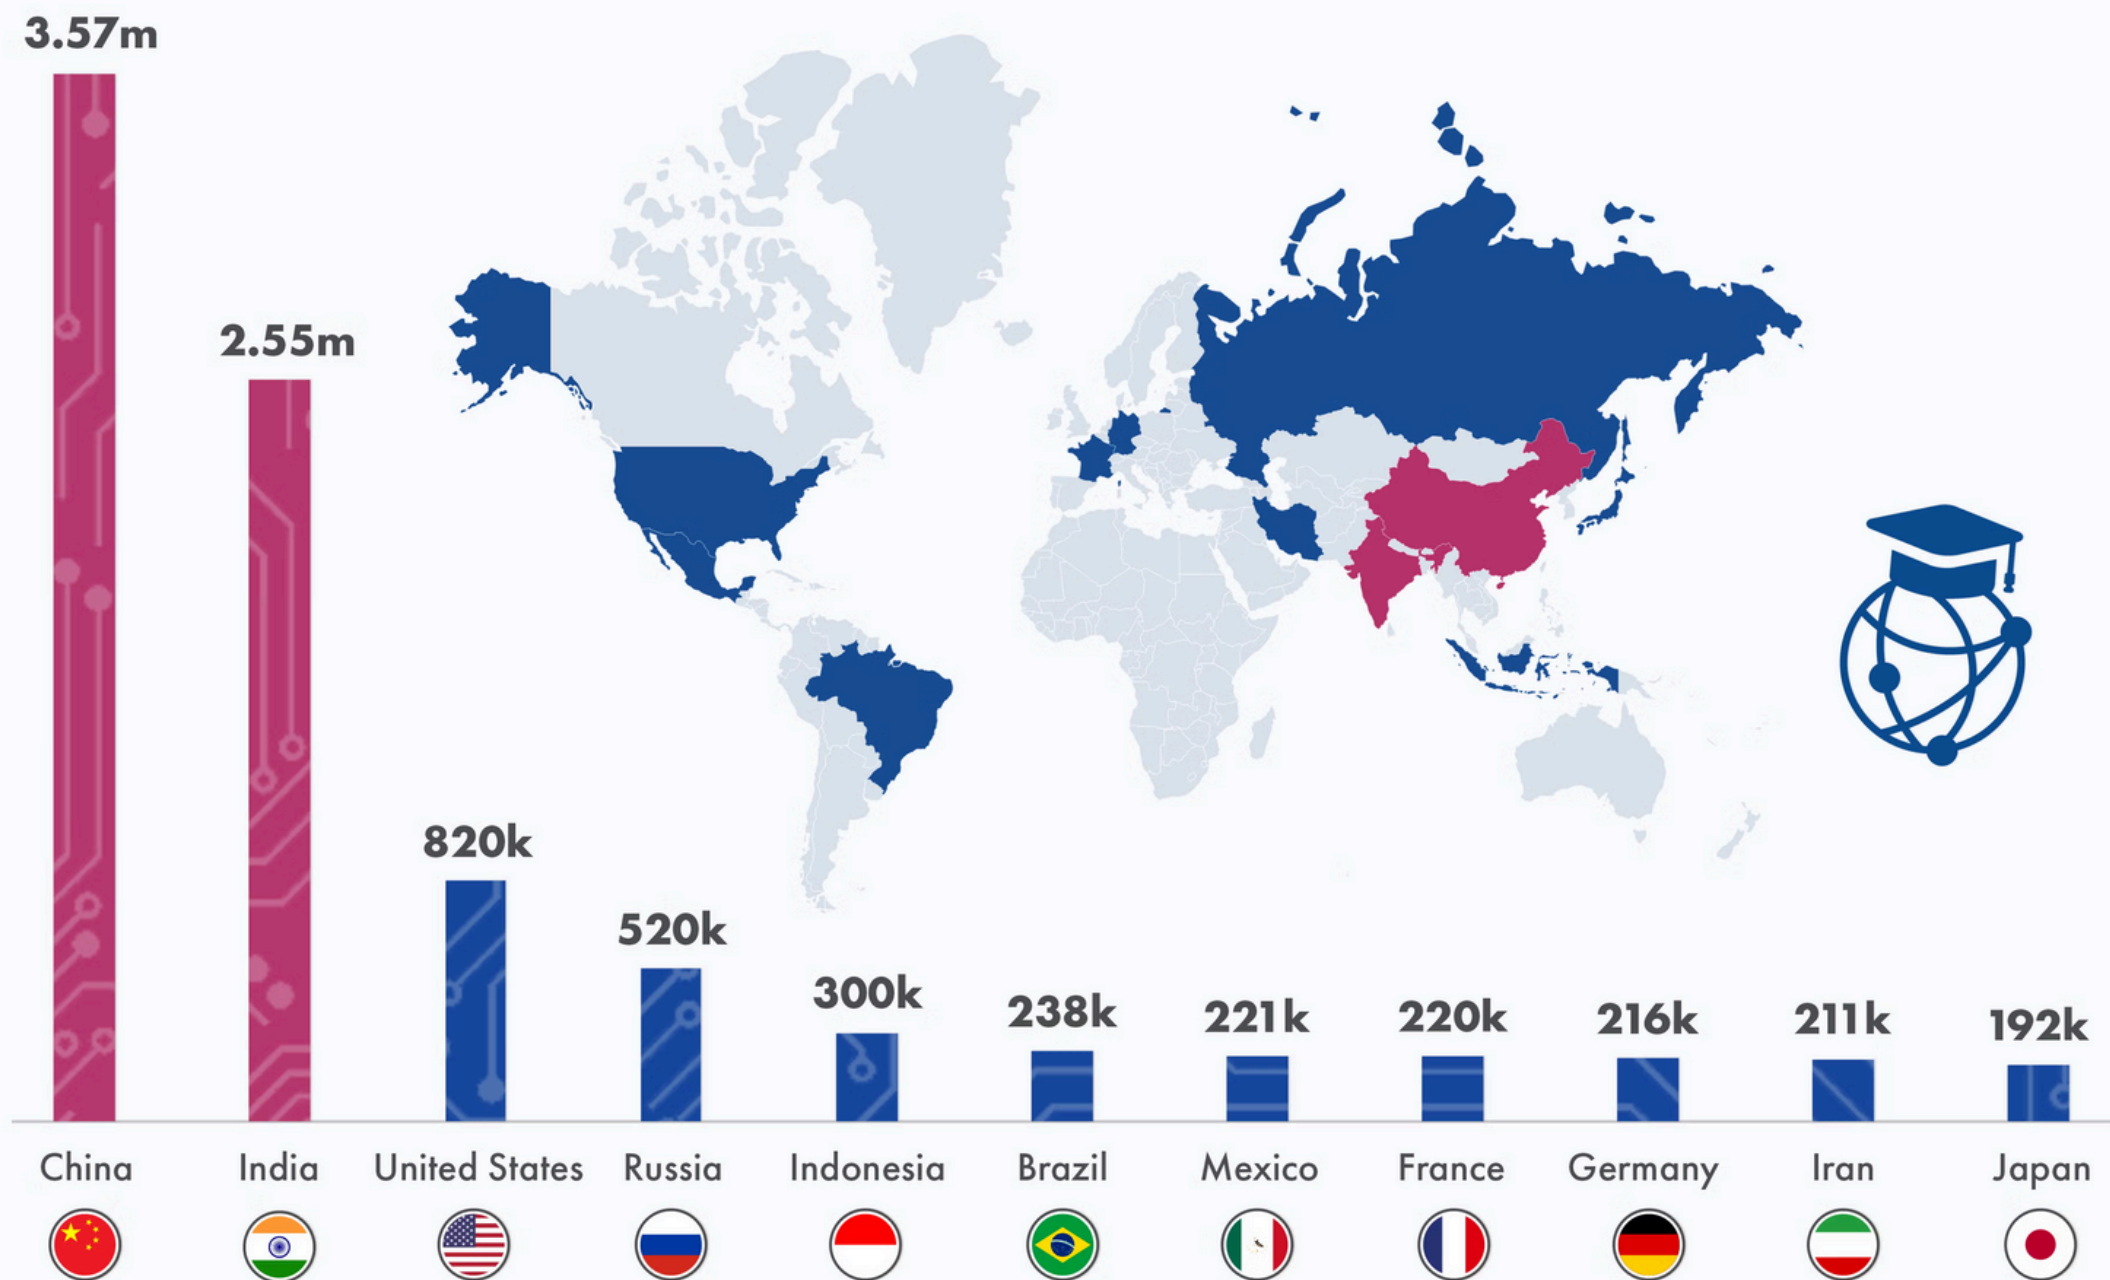 3.57m
2.55m
820k
520k
300k
238k
221k
220k
216k
211k
192k
China
India
United States
Russia
Indonesia
Brazil
Mexico
France
Germany
Iran
Japan